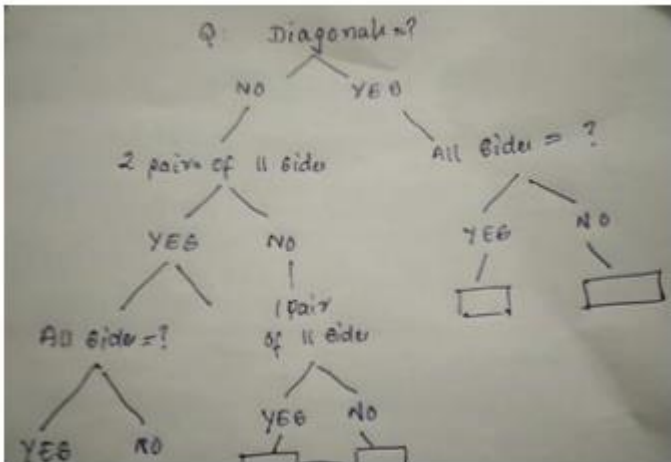 Q: Diagonals =?
NO YES
2 pairs of || sides
All sides = ?
YES NO
YES NO
1 pair
of || sides
All sides =?
YES NO
YES NO